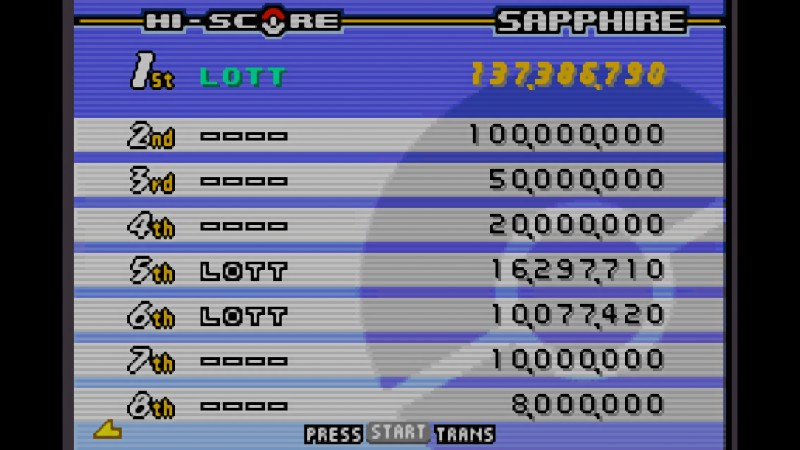 HI-SCORE SAPPHIRE
1st LOTT 137,386,790
2nd ---- 100,000,000
3rd ---- 50,000,000
4th ---- 20,000,000
5th LOTT 16,297,710
6th LOTT 10,077,420
7th ---- 10,000,000
8th ---- 8,000,000
PRESS START TRANS